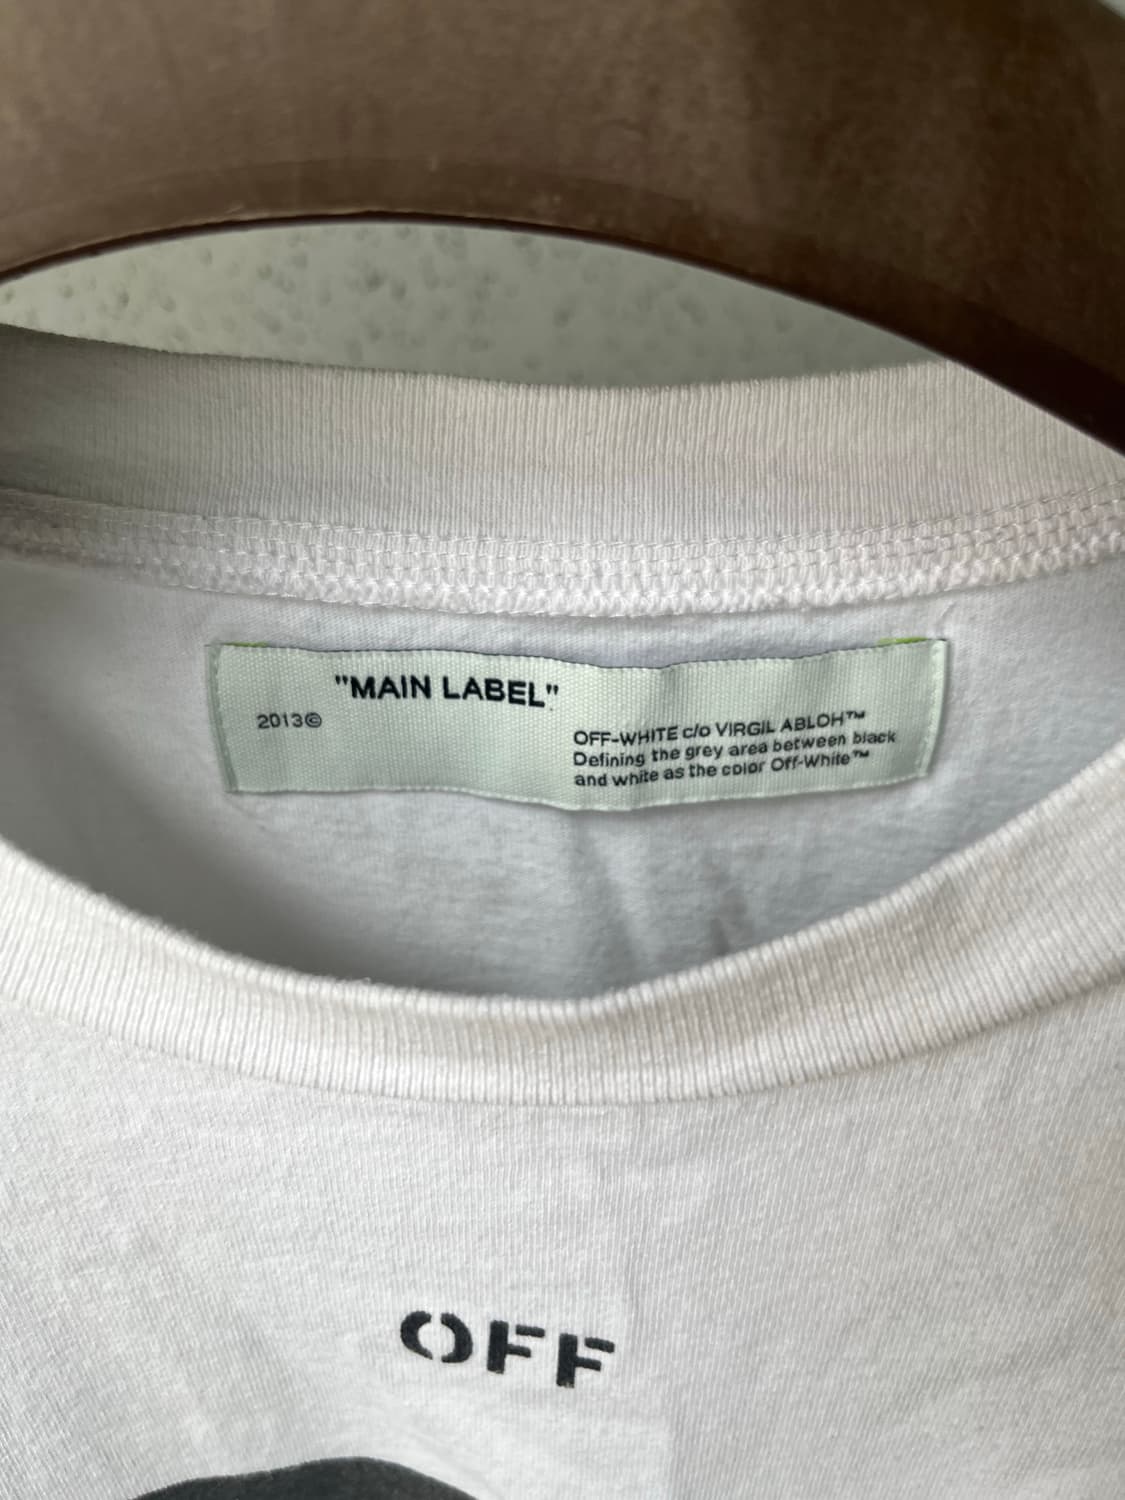 "MAIN LABEL"
2013©
OFF-WHITE c/o VIRGIL ABLOH™
Defining the grey area between black
and white as the color Off-White™
OFF